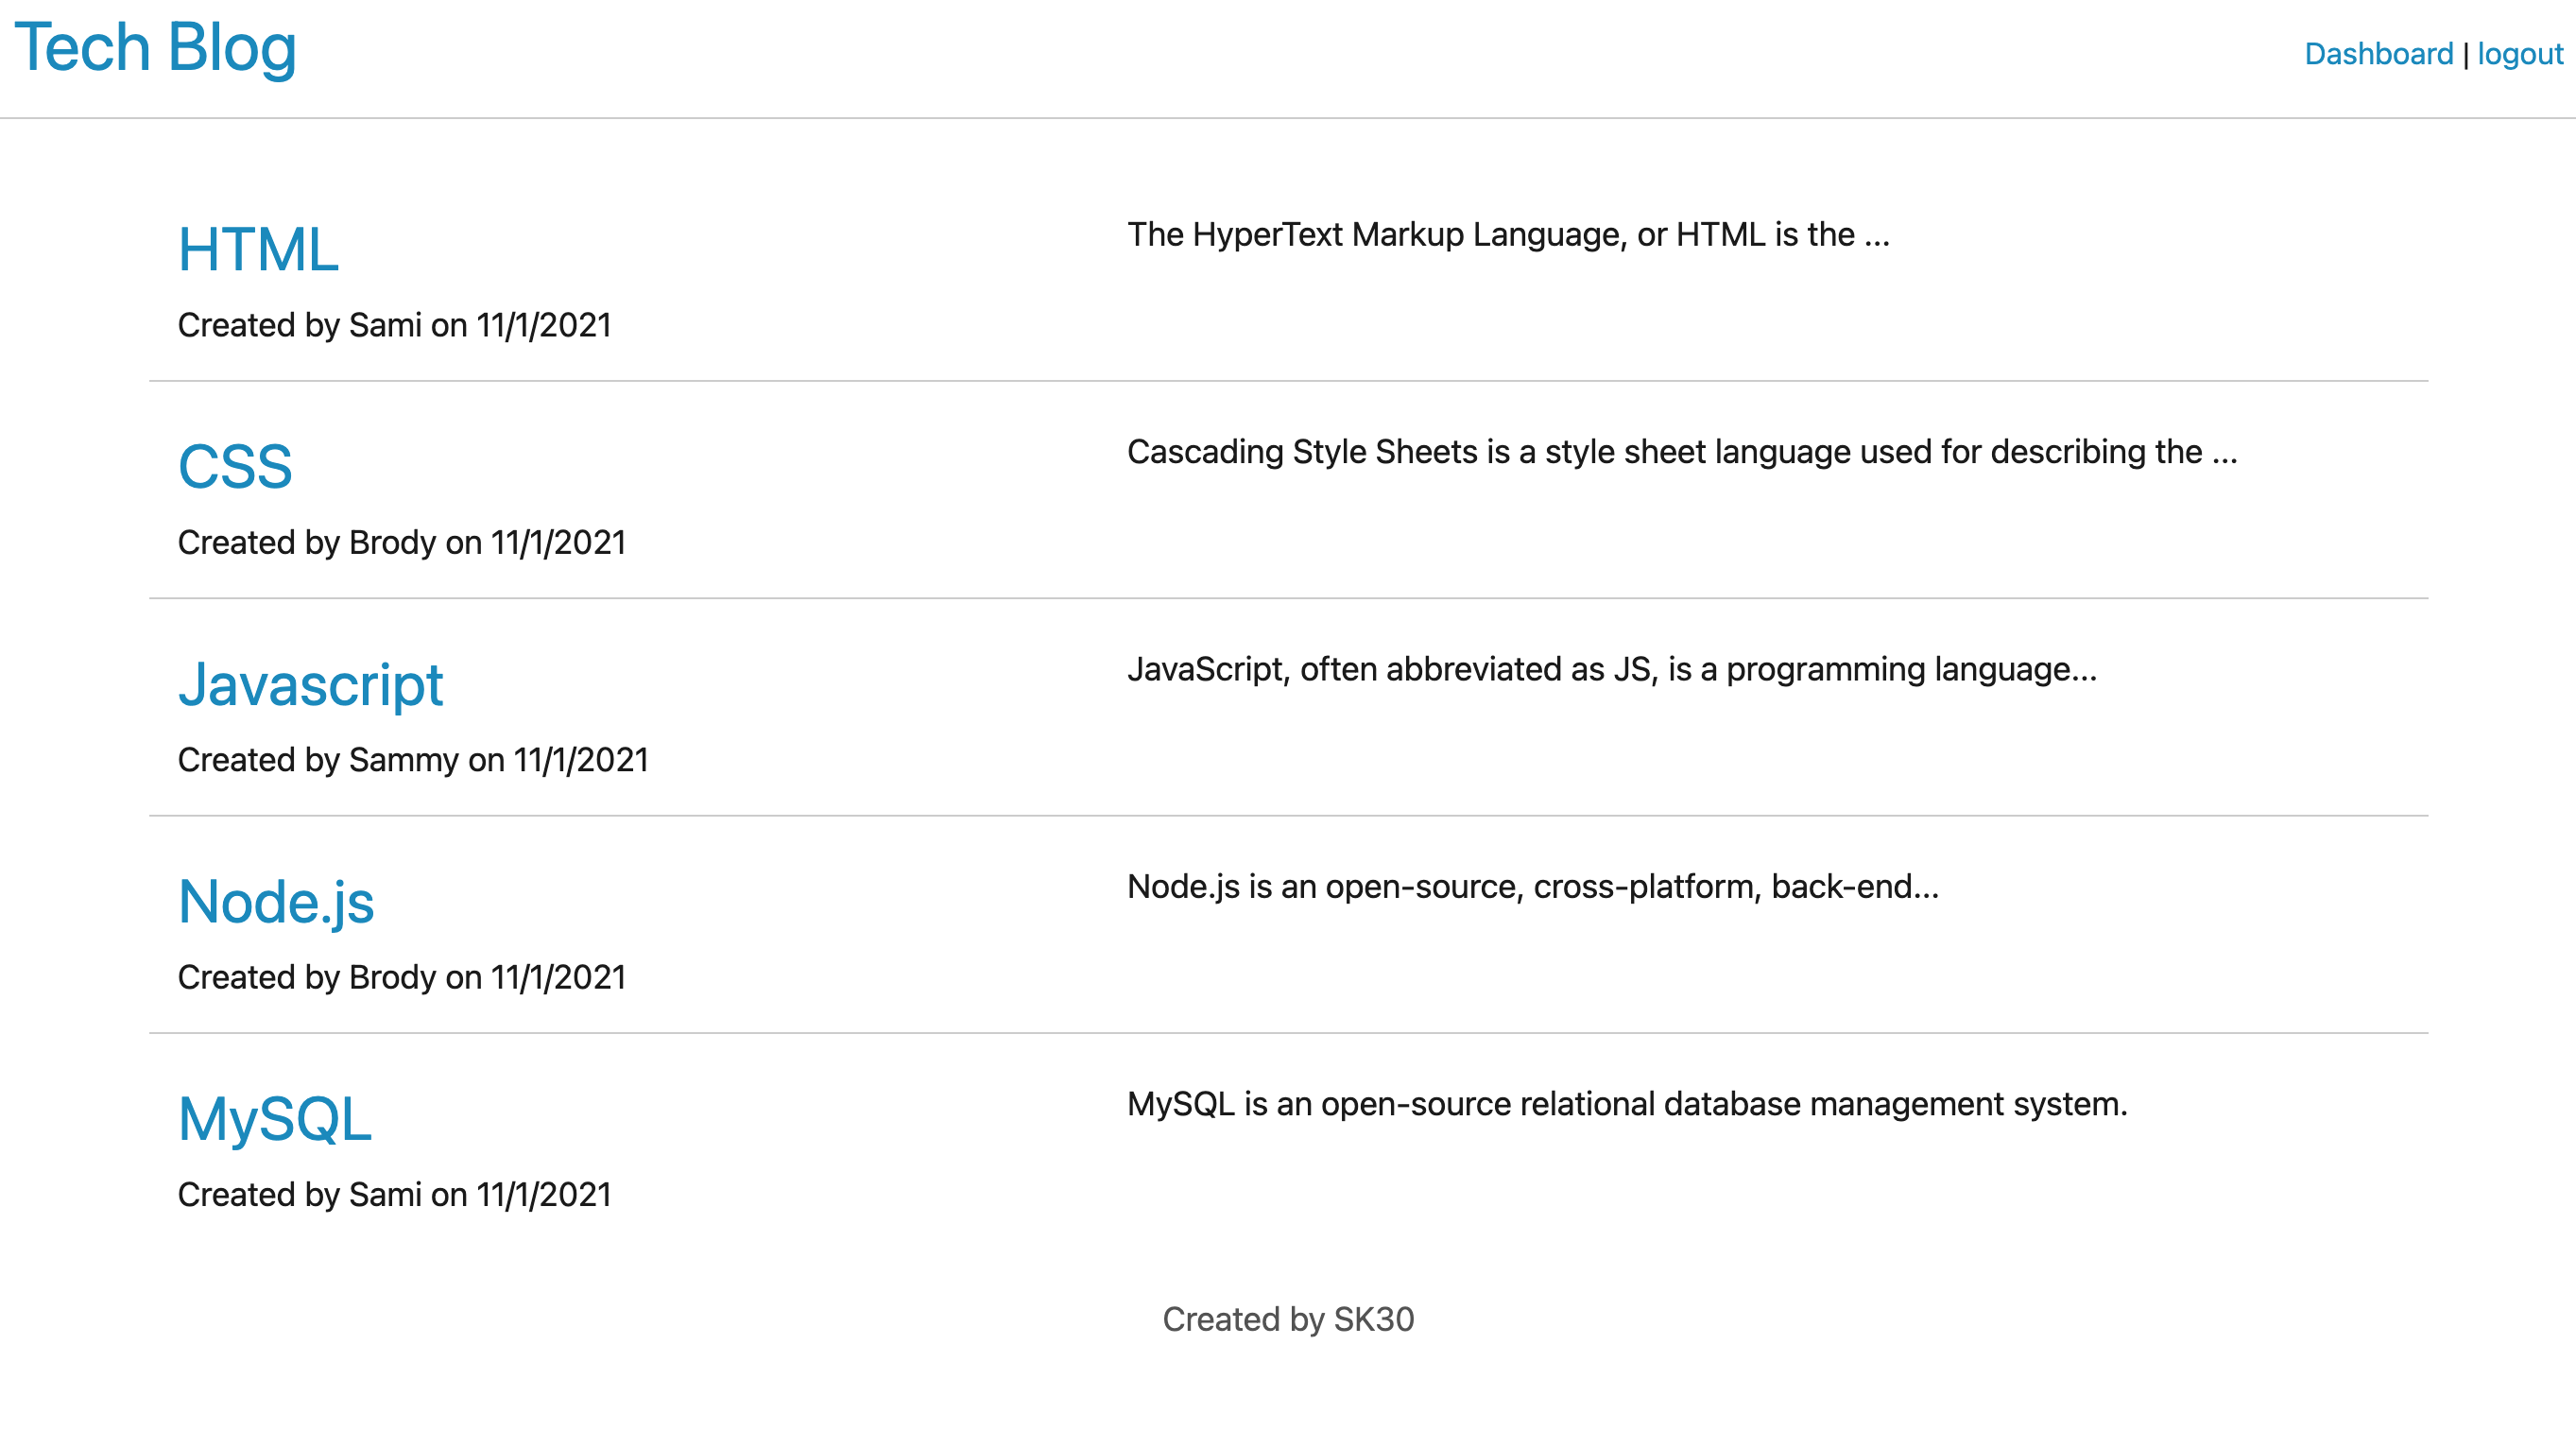 Tech Blog
Dashboard | logout
HTML
The HyperText Markup Language, or HTML is the ...
Created by Sami on 11/1/2021
CSS
Cascading Style Sheets is a style sheet language used for describing the ...
Created by Brody on 11/1/2021
Javascript
JavaScript, often abbreviated as JS, is a programming language...
Created by Sammy on 11/1/2021
Node.js
Node.js is an open-source, cross-platform, back-end...
Created by Brody on 11/1/2021
MySQL
MySQL is an open-source relational database management system.
Created by Sami on 11/1/2021
Created by SK30